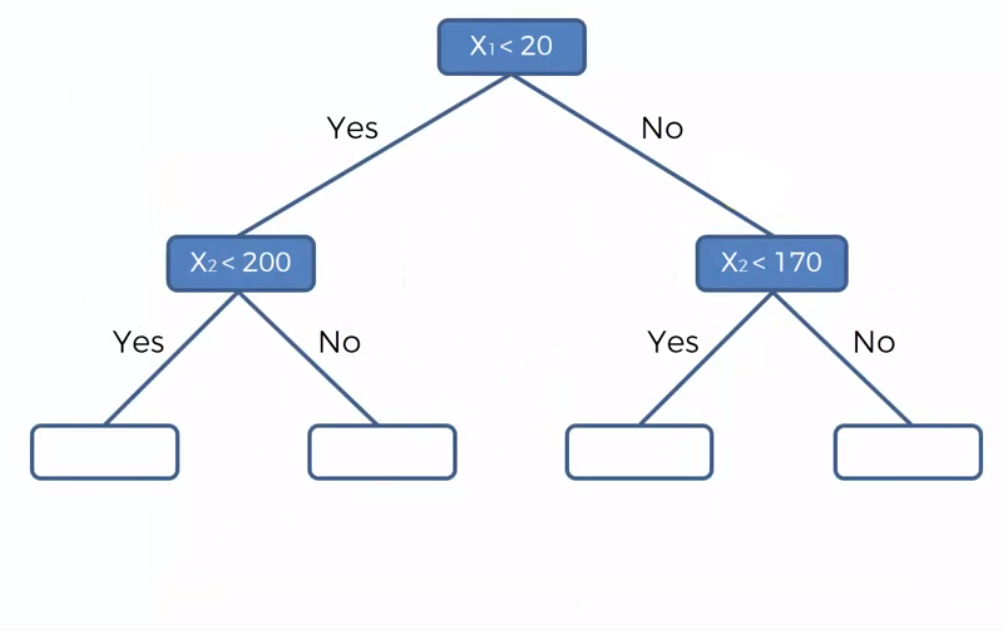 X₁ < 20
Yes
No
X₂ < 200
X₂ < 170
Yes
No
Yes
No